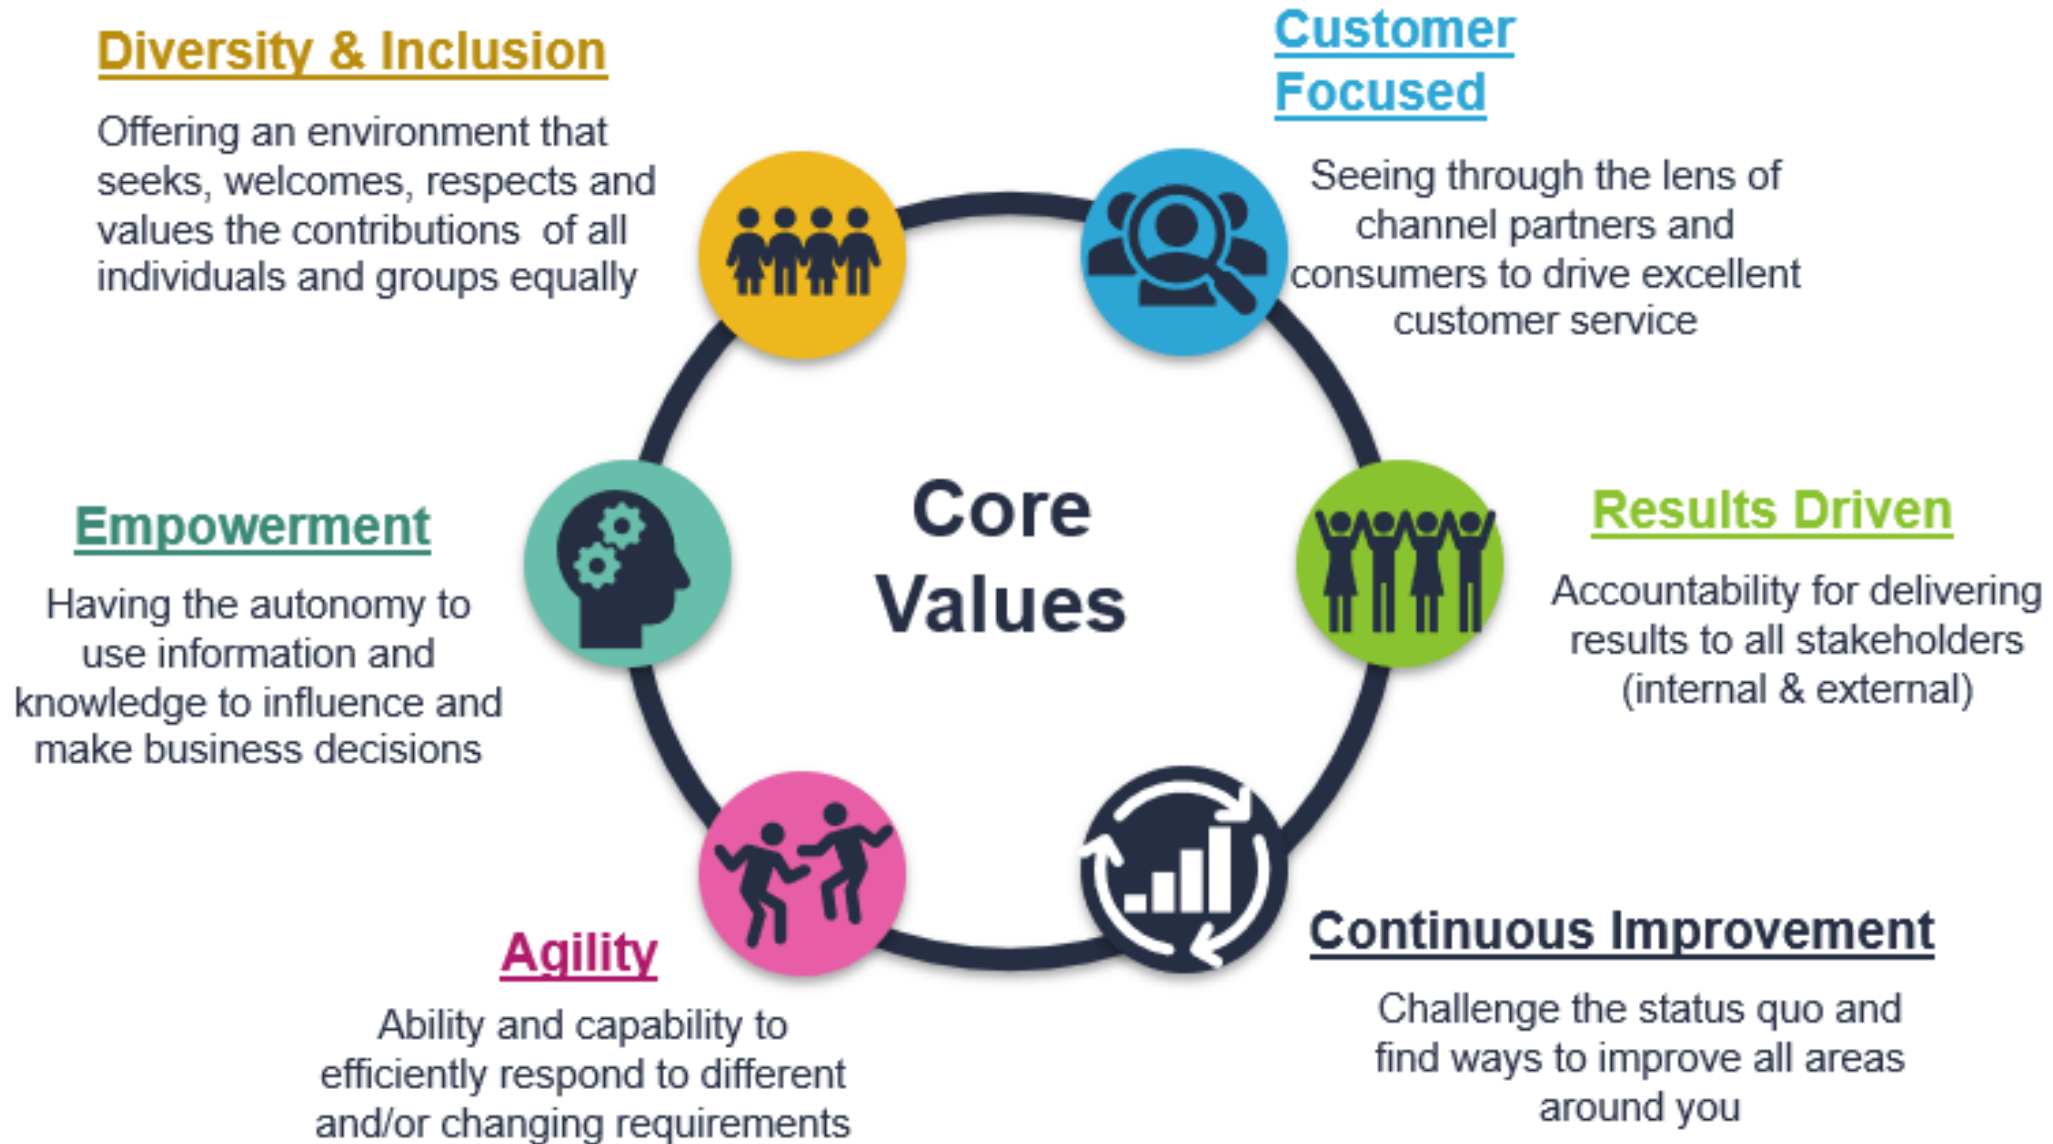 Diversity & Inclusion
Offering an environment that
seeks, welcomes, respects and
values the contributions  of all
individuals and groups equally
Customer
Focused
Seeing through the lens of
channel partners and
consumers to drive excellent
customer service
Core
Values
Empowerment
Having the autonomy to
use information and
knowledge to influence and
make business decisions
Results Driven
Accountability for delivering
results to all stakeholders
(internal & external)
Agility
Ability and capability to
efficiently respond to different
and/or changing requirements
Continuous Improvement
Challenge the status quo and
find ways to improve all areas
around you